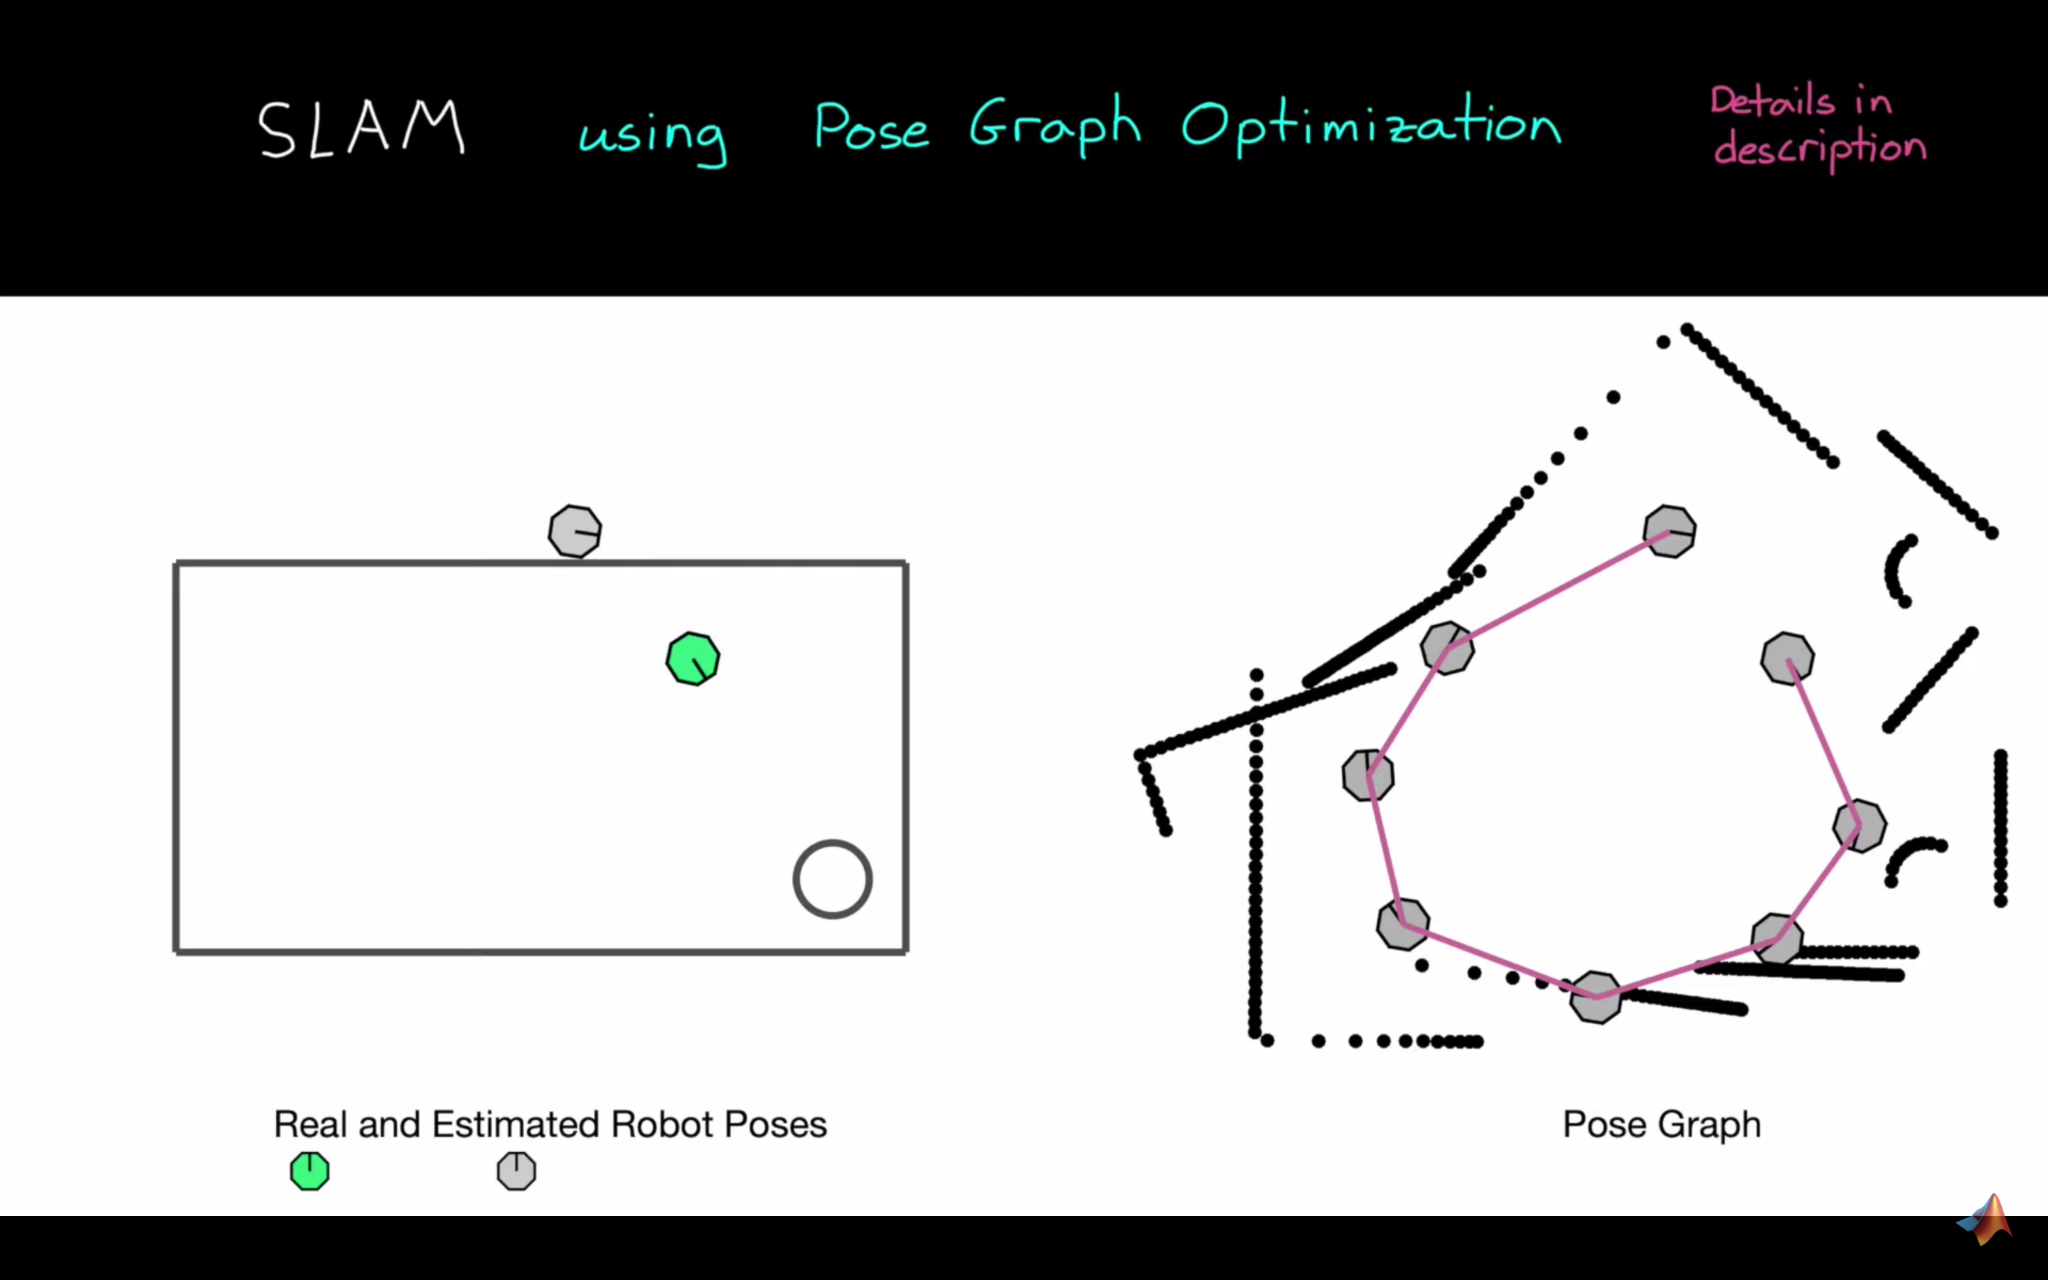 SLAM using Pose Graph Optimization
Details in
description
Real and Estimated Robot Poses
Pose Graph